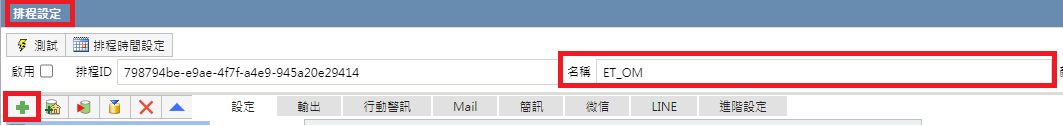 排程設定
測試 排程時間設定
啟用 排程ID 798794be-e9ae-4f7f-a4e9-945a20e29414 名稱 ET_OM
設定 輸出 行動警訊 Mail 簡訊 微信 LINE 進階設定